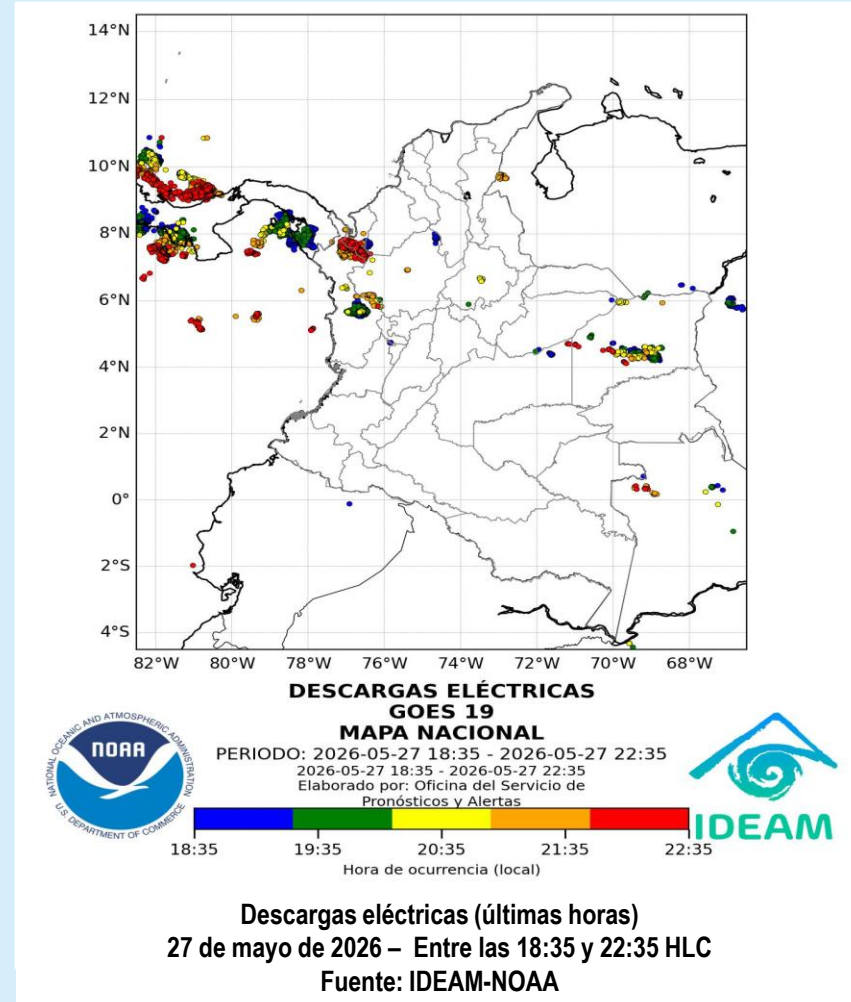 14°N
12°N
10°N
8°N
6°N
4°N
2°N
0°
2°S
4°S
82°W 80°W 78°W 76°W 74°W 72°W 70°W 68°W
DESCARGAS ELÉCTRICAS
GOES 19
MAPA NACIONAL
PERIODO: 2026-05-27 18:35 - 2026-05-27 22:35
2026-05-27 18:35 - 2026-05-27 22:35
Elaborado por: Oficina del Servicio de
Pronósticos y Alertas
NATIONAL OCEANIC AND ATMOSPHERIC ADMINISTRATION
NOAA
U.S. DEPARTMENT OF COMMERCE
IDEAM
18:35 19:35 20:35 21:35 22:35
Hora de ocurrencia (local)
Descargas eléctricas (últimas horas)
27 de mayo de 2026 – Entre las 18:35 y 22:35 HLC
Fuente: IDEAM-NOAA